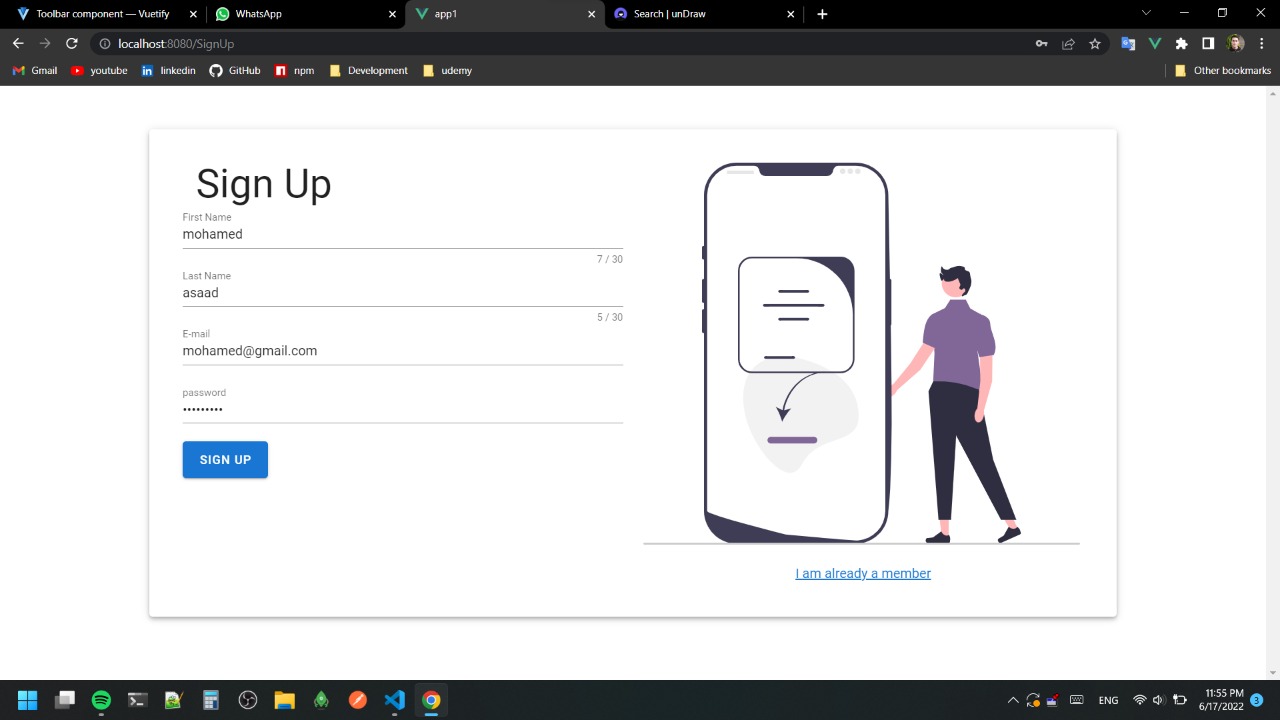 Toolbar component — Vuetify
WhatsApp
app1
Search | unDraw
localhost:8080/SignUp
Gmail
youtube
linkedin
GitHub
npm
Development
udemy
Other bookmarks
Sign Up
First Name
mohamed
7 / 30
Last Name
asaad
5 / 30
E-mail
mohamed@gmail.com
password
•••••••••
SIGN UP
I am already a member
ENG
11:55 PM
6/17/2022
3